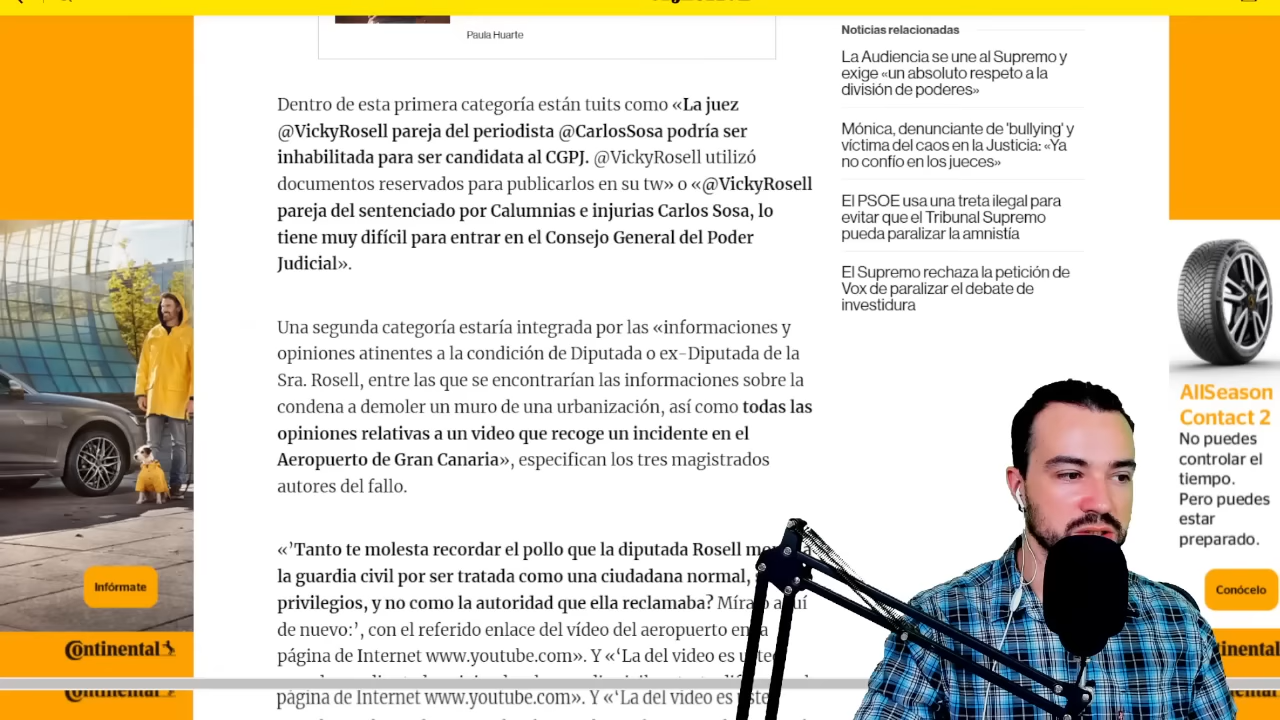 Paula Huarte
Dentro de esta primera categoría están tuits como «La juez
@VickyRosell pareja del periodista @CarlosSosa podría ser
inhabilitada para ser candidata al CGPJ. @VickyRosell utilizó
documentos reservados para publicarlos en su tw» o «@VickyRosell
pareja del sentenciado por Calumnias e injurias Carlos Sosa, lo
tiene muy difícil para entrar en el Consejo General del Poder
Judicial».
Una segunda categoría estaría integrada por las «informaciones y
opiniones atinentes a la condición de Diputada o ex-Diputada de la
Sra. Rosell, entre las que se encontrarían las informaciones sobre la
condena a demoler un muro de una urbanización, así como todas las
opiniones relativas a un video que recoge un incidente en el
Aeropuerto de Gran Canaria», especifican los tres magistrados
autores del fallo.
«’Tanto te molesta recordar el pollo que la diputada Rosell
la guardia civil por ser tratada como una ciudadana normal,
privilegios, y no como la autoridad que ella reclamaba?
de nuevo:’, con el referido enlace del vídeo del aeropuerto en la
página de Internet www.youtube.com». Y «‘La del video es
página de Internet www.youtube.com». Y «‘La del video es
Noticias relacionadas
La Audiencia se une al Supremo y
exige «un absoluto respeto a la
división de poderes»
Mónica, denunciante de 'bullying' y
víctima del caos en la Justicia: «Ya
no confío en los jueces»
El PSOE usa una treta ilegal para
evitar que el Tribunal Supremo
pueda paralizar la amnistía
El Supremo rechaza la petición de
Vox de paralizar el debate de
investidura
Infórmate
Continental
Continental
AllSeason
Contact 2
No puedes
controlar el
tiempo.
Pero puedes
estar
preparado.
Conócelo